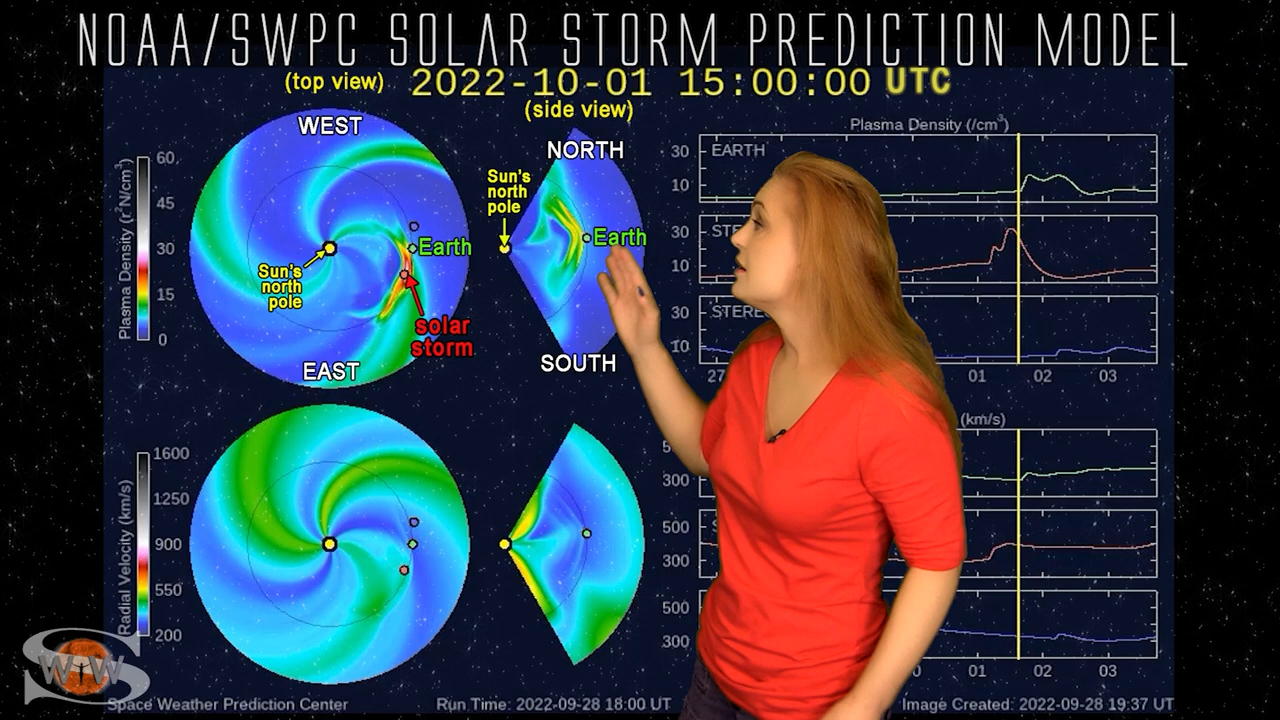 NOAA/SWPC SOLAR STORM PREDICTION MODEL
(top view)
2022-10-01 15:00:00 UTC
(side view)
WEST
NORTH
Sun's
north
pole
Earth
Sun's
north
pole
Earth
solar
storm
EAST
SOUTH
Plasma Density (r²N/cm³)
60
45
30
15
0
Plasma Density (/cm³)
EARTH
30
10
STE
30
10
STERE
30
10
27
01
02
03
Radial Velocity (km/s)
1600
1250
900
550
200
(km/s)
300
500
300
500
300
01
02
03
S
WTW
Space Weather Prediction Center
Run Time: 2022-09-28 18:00 UT
Image Created: 2022-09-28 19:37 UT